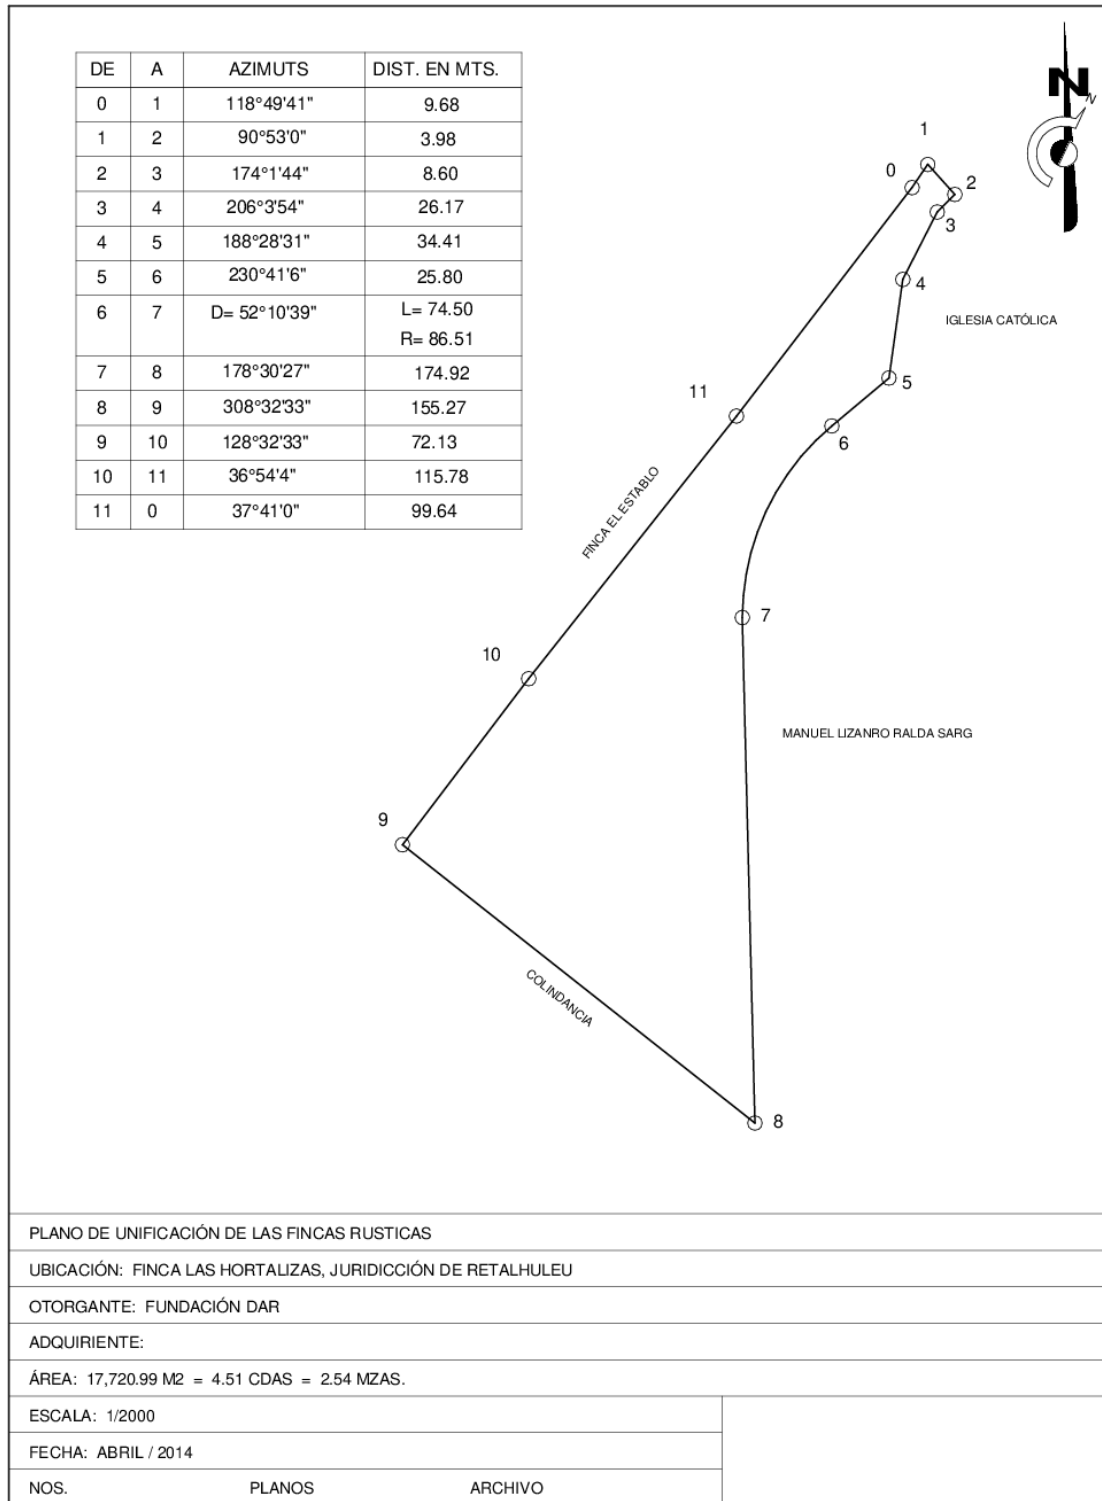 DE A AZIMUTS DIST. EN MTS.
0 1 118°49'41" 9.68
1 2 90°53'0" 3.98
2 3 174°1'44" 8.60
3 4 206°3'54" 26.17
4 5 188°28'31" 34.41
5 6 230°41'6" 25.80
6 7 D= 52°10'39" L= 74.50
R= 86.51
7 8 178°30'27" 174.92
8 9 308°32'33" 155.27
9 10 128°32'33" 72.13
10 11 36°54'4" 115.78
11 0 37°41'0" 99.64
N
N
1
0
2
3
4
IGLESIA CATÓLICA
5
11
6
FINCA EL ESTABLO
7
10
MANUEL LIZANRO RALDA SARG
9
COLINDANCIA
8
PLANO DE UNIFICACIÓN DE LAS FINCAS RUSTICAS
UBICACIÓN: FINCA LAS HORTALIZAS, JURIDICCIÓN DE RETALHULEU
OTORGANTE: FUNDACIÓN DAR
ADQUIRIENTE:
ÁREA: 17,720.99 M2 = 4.51 CDAS = 2.54 MZAS.
ESCALA: 1/2000
FECHA: ABRIL / 2014
NOS. PLANOS ARCHIVO